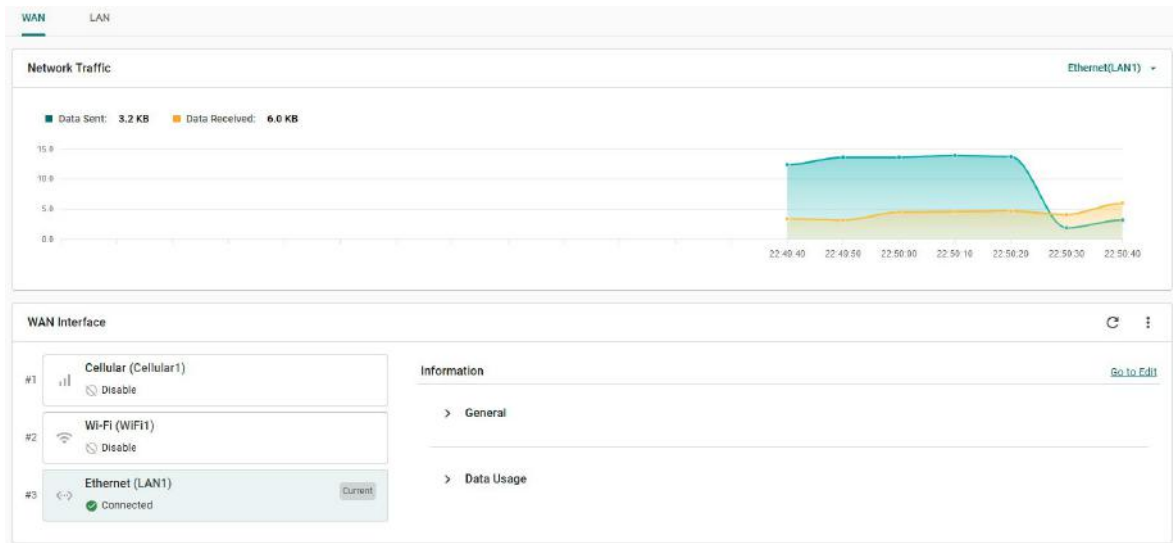 WAN LAN
Network Traffic Ethernet(LAN1)
Data Sent: 3.2 KB Data Received: 6.0 KB
15.0
10.0
5.0
0.0
22:49:40 22:49:50 22:50:00 22:50:10 22:50:20 22:50:30 22:50:40
WAN Interface
#1 Cellular (Cellular1)
Disable
#2 Wi-Fi (WiFi1)
Disable
#3 Ethernet (LAN1) Current
Connected
Information Go to Edit
General
Data Usage